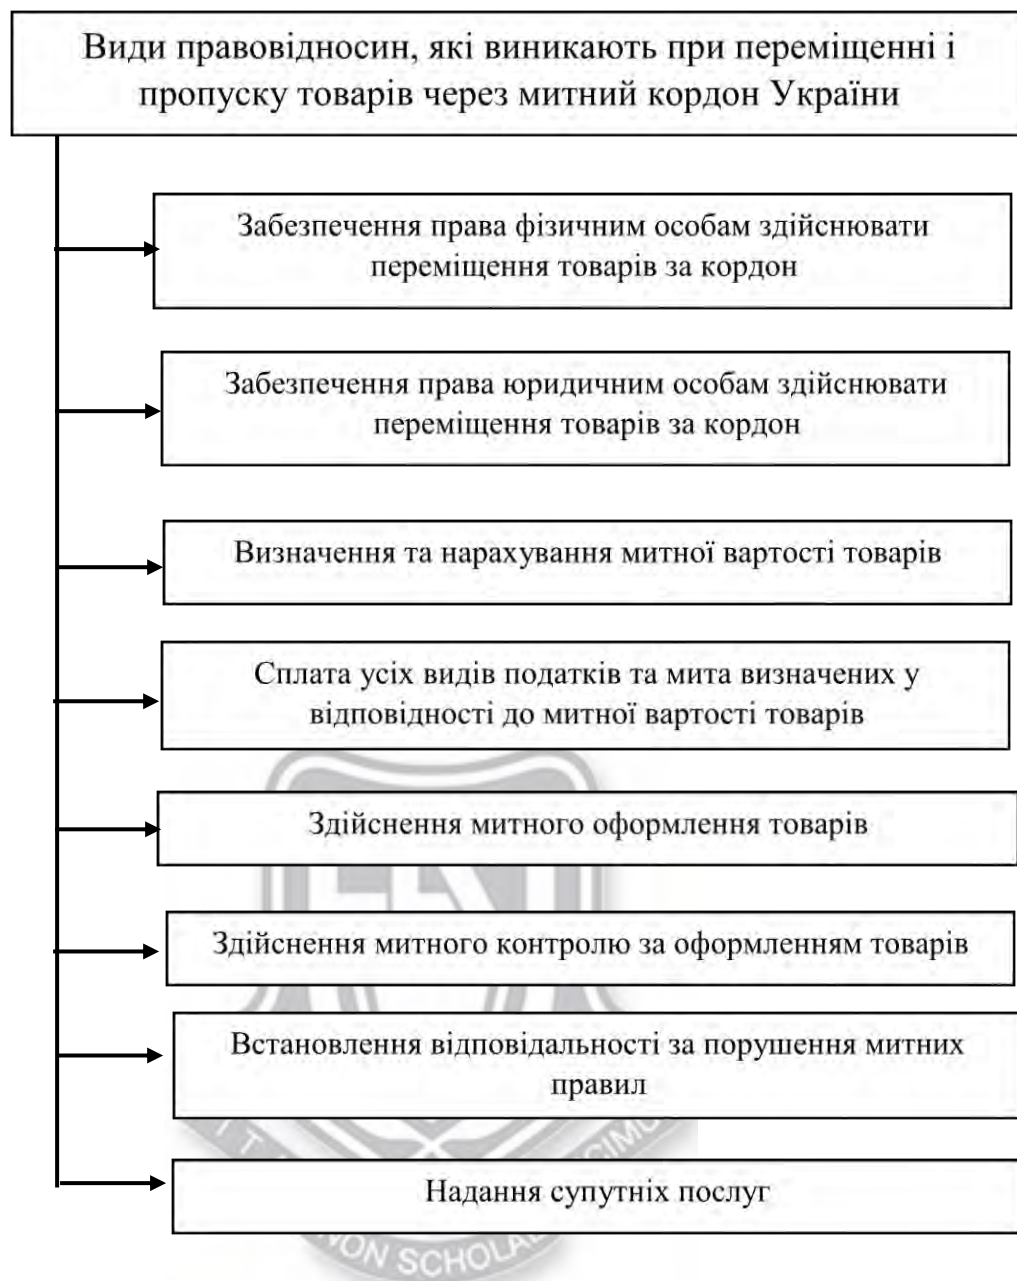 Види правовідносин, які виникають при переміщенні і
пропуску товарів через митний кордон України
Забезпечення права фізичним особам здійснювати
переміщення товарів за кордон
Забезпечення права юридичним особам здійснювати
переміщення товарів за кордон
Визначення та нарахування митної вартості товарів
Сплата усіх видів податків та мита визначених у
відповідності до митної вартості товарів
Здійснення митного оформлення товарів
Здійснення митного контролю за оформленням товарів
Встановлення відповідальності за порушення митних
правил
Надання супутніх послуг
NON SCHOLAE